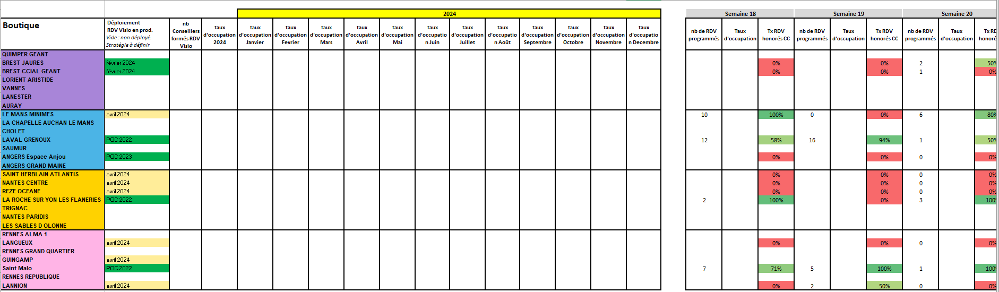 2024
Semaine 18 Semaine 19 Semaine 20
Boutique
Déploiement
RDV Visio en prod.
Vide : non déployé.
Stratégie à définir
nb
Conseillers
formés RDV
Visio
taux
d'occupation
2024
taux
d'occupation
Janvier
taux
d'occupation
Fevrier
taux
d'occupation
Mars
taux
d'occupation
Avril
taux
d'occupation
Mai
taux
d'occupatio
n Juin
taux
d'occupation
Juillet
taux
d'occupatio
n Août
taux
d'occupation
Septembre
taux
d'occupation
Octobre
taux
d'occupation
Novembre
taux
d'occupatio
n Decembre
nb de RDV
programmés
Taux
d'occupation
Tx RDV
honorés CC
nb de RDV
programmés
Taux
d'occupation
Tx RDV
honorés CC
nb de RDV
programmés
Taux
d'occupation
Tx R
honoré
QUIMPER GEANT
BREST JAURES février 2024 0% 0% 2 50%
BREST CCIAL GEANT février 2024 0% 0% 1 0%
LORIENT ARISTIDE
VANNES
LANESTER
AURAY
LE MANS MINIMES avril 2024 10 100% 0 0% 6 80%
LA CHAPELLE AUCHAN LE MANS
CHOLET
LAVAL GRENOUX POC 2022 12 58% 16 94% 1 50%
SAUMUR
ANGERS Espace Anjou POC 2023 0% 0% 0 0%
ANGERS GRAND MAINE
SAINT HERBLAIN ATLANTIS avril 2024 0% 0% 0 0%
NANTES CENTRE avril 2024 0% 0% 0 0%
REZE OCEANE avril 2024 0% 0% 0 0%
LA ROCHE SUR YON LES FLANERIES POC 2022 2 100% 0% 3 100%
TRIGNAC
NANTES PARIDIS
LES SABLES D OLONNE
RENNES ALMA 1
LANGUEUX avril 2024 0% 0% 0 0%
RENNES GRAND QUARTIER
GUINGAMP avril 2024
Saint Malo POC 2022 7 71% 5 100% 1 100%
RENNES REPUBLIQUE
LANNION avril 2024 0% 2 50% 0 0%